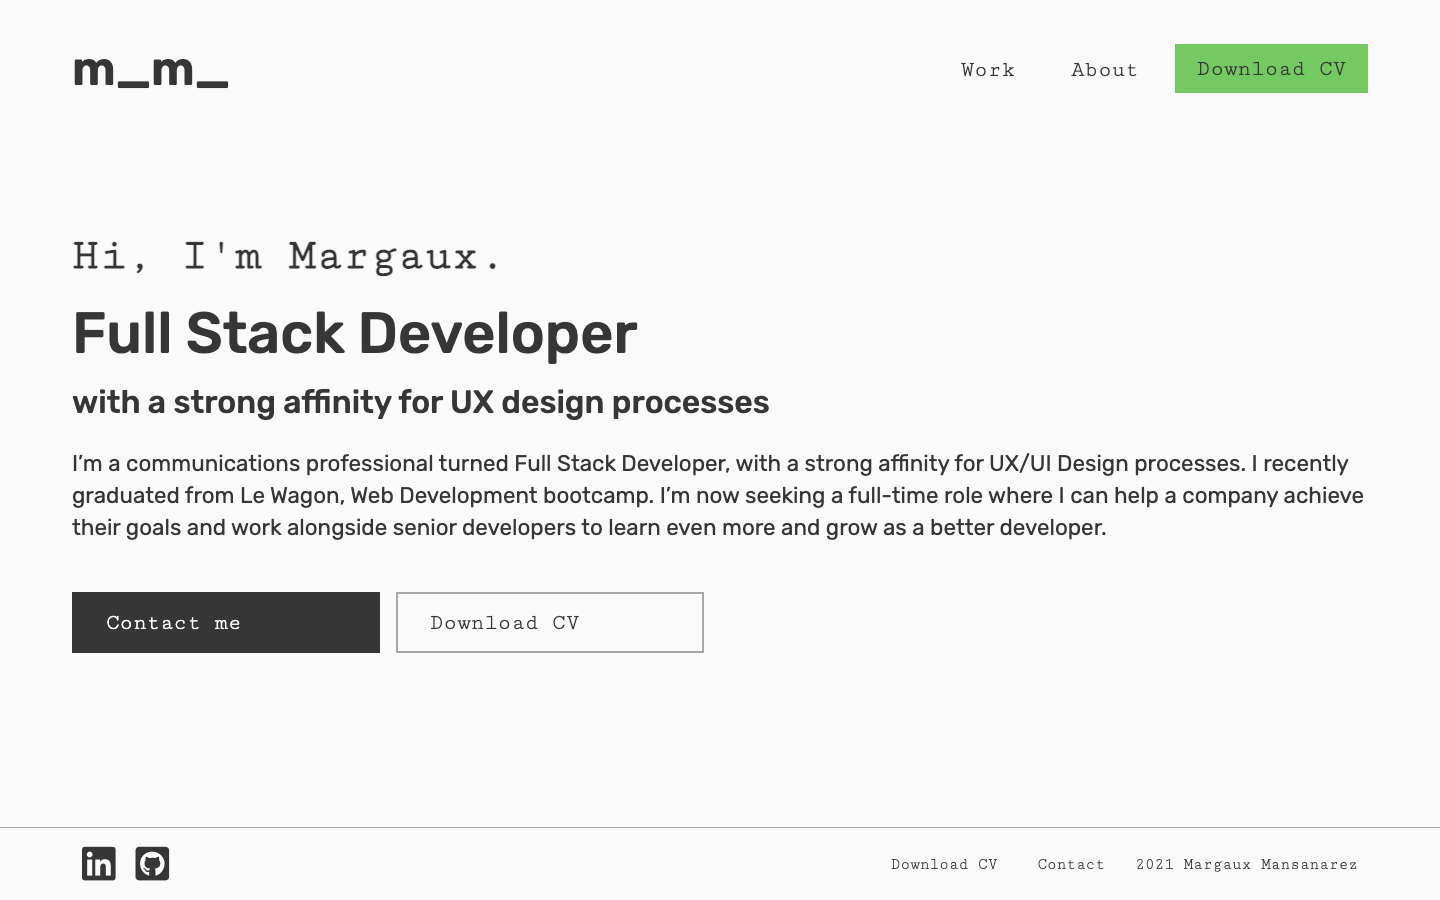 m_m_
Work
About
Download CV
Hi, I'm Margaux.
Full Stack Developer
with a strong affinity for UX design processes
I’m a communications professional turned Full Stack Developer, with a strong affinity for UX/UI Design processes. I recently
graduated from Le Wagon, Web Development bootcamp. I’m now seeking a full-time role where I can help a company achieve
their goals and work alongside senior developers to learn even more and grow as a better developer.
Contact me
Download CV
in
Download CV
Contact
2021 Margaux Mansanarez